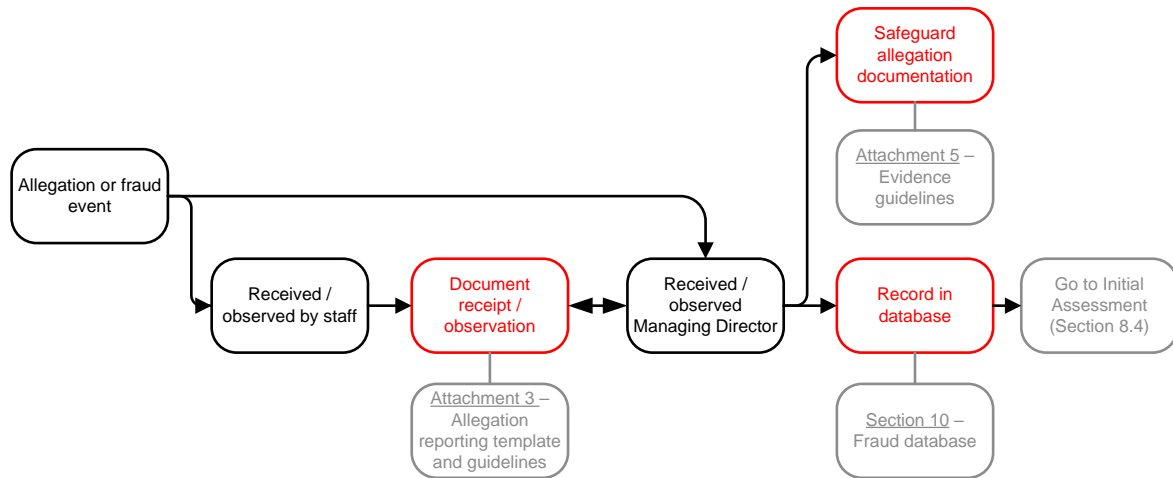 Safeguard
allegation
documentation
Attachment 5 –
Evidence
guidelines
Allegation or fraud
event
Received /
observed by staff
Document
receipt /
observation
Received /
observed
Managing Director
Record in
database
Go to Initial
Assessment
(Section 8.4)
Attachment 3 –
Allegation
reporting template
and guidelines
Section 10 –
Fraud database